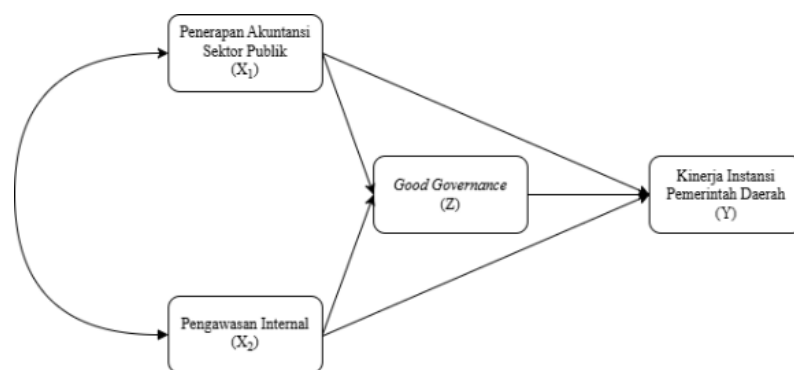 Penerapan Akuntansi
Sektor Publik
(X₁)
Good Governance
(Z)
Kinerja Instansi
Pemerintah Daerah
(Y)
Pengawasan Internal
(X₂)